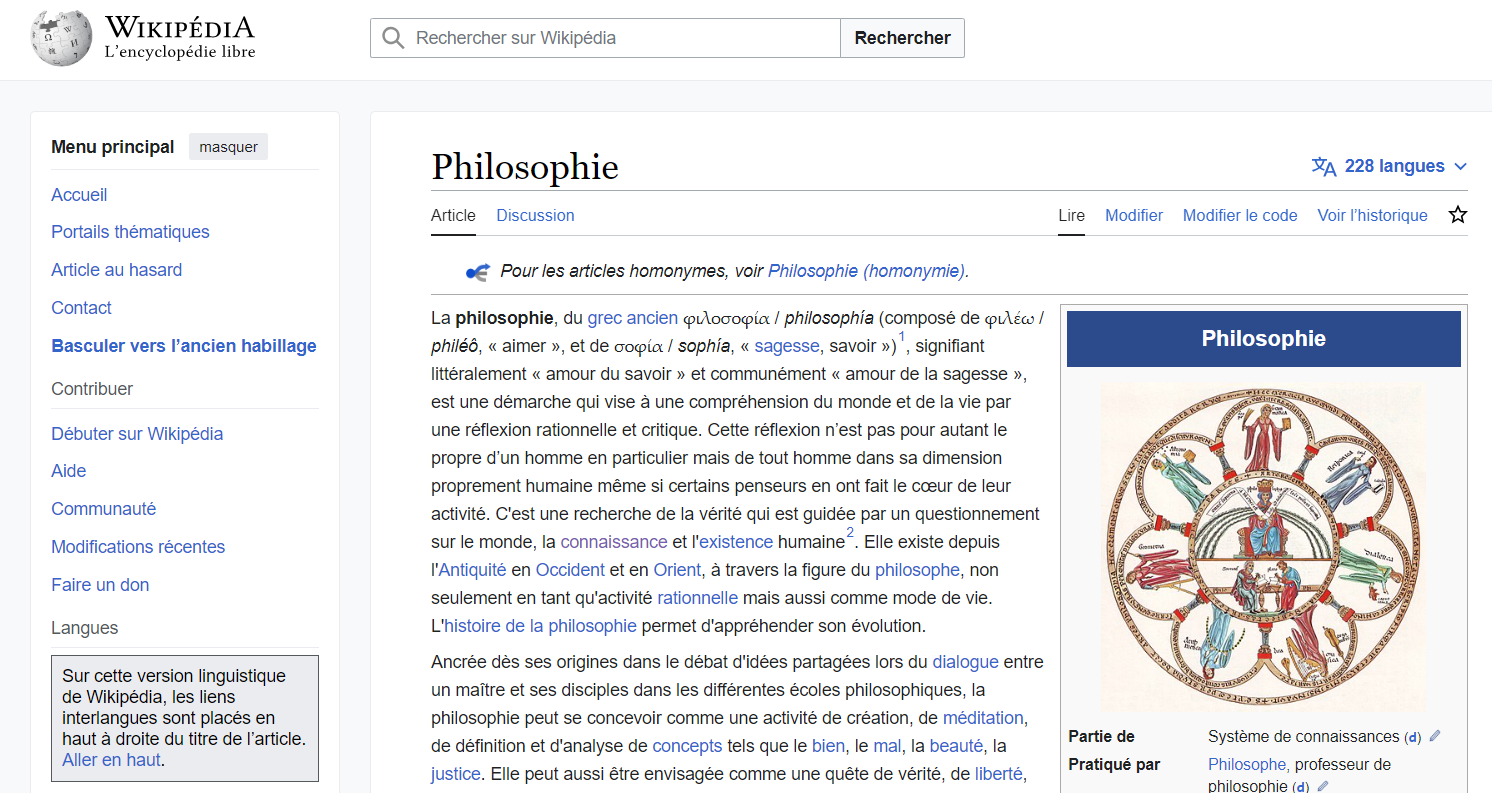 WIKIPÉDIA
L'encyclopédie libre
Rechercher sur Wikipédia
Rechercher
Menu principal
masquer
Accueil
Portails thématiques
Article au hasard
Contact
Basculer vers l’ancien habillage
Contribuer
Débuter sur Wikipédia
Aide
Communauté
Modifications récentes
Faire un don
Langues
Sur cette version linguistique
de Wikipédia, les liens
interlangues sont placés en
haut à droite du titre de l’article.
Aller en haut.
Philosophie
228 langues
Article
Discussion
Lire
Modifier
Modifier le code
Voir l’historique
Pour les articles homonymes, voir Philosophie (homonymie).
La philosophie, du grec ancien φιλοσοφία / philosophía (composé de φιλέω /
philéô, « aimer », et de σοφία / sophía, « sagesse, savoir »)1, signifiant
littéralement « amour du savoir » et communément « amour de la sagesse »,
est une démarche qui vise à une compréhension du monde et de la vie par
une réflexion rationnelle et critique. Cette réflexion n’est pas pour autant le
propre d’un homme en particulier mais de tout homme dans sa dimension
proprement humaine même si certains penseurs en ont fait le cœur de leur
activité. C'est une recherche de la vérité qui est guidée par un questionnement
sur le monde, la connaissance et l'existence humaine2. Elle existe depuis
l'Antiquité en Occident et en Orient, à travers la figure du philosophe, non
seulement en tant qu'activité rationnelle mais aussi comme mode de vie.
L'histoire de la philosophie permet d'appréhender son évolution.
Ancrée dès ses origines dans le débat d'idées partagées lors du dialogue entre
un maître et ses disciples dans les différentes écoles philosophiques, la
philosophie peut se concevoir comme une activité de création, de méditation,
de définition et d'analyse de concepts tels que le bien, le mal, la beauté, la
justice. Elle peut aussi être envisagée comme une quête de vérité, de liberté,
Philosophie
Partie de
Système de connaissances (d)
Pratiqué par
Philosophe, professeur de
philosophie (d)